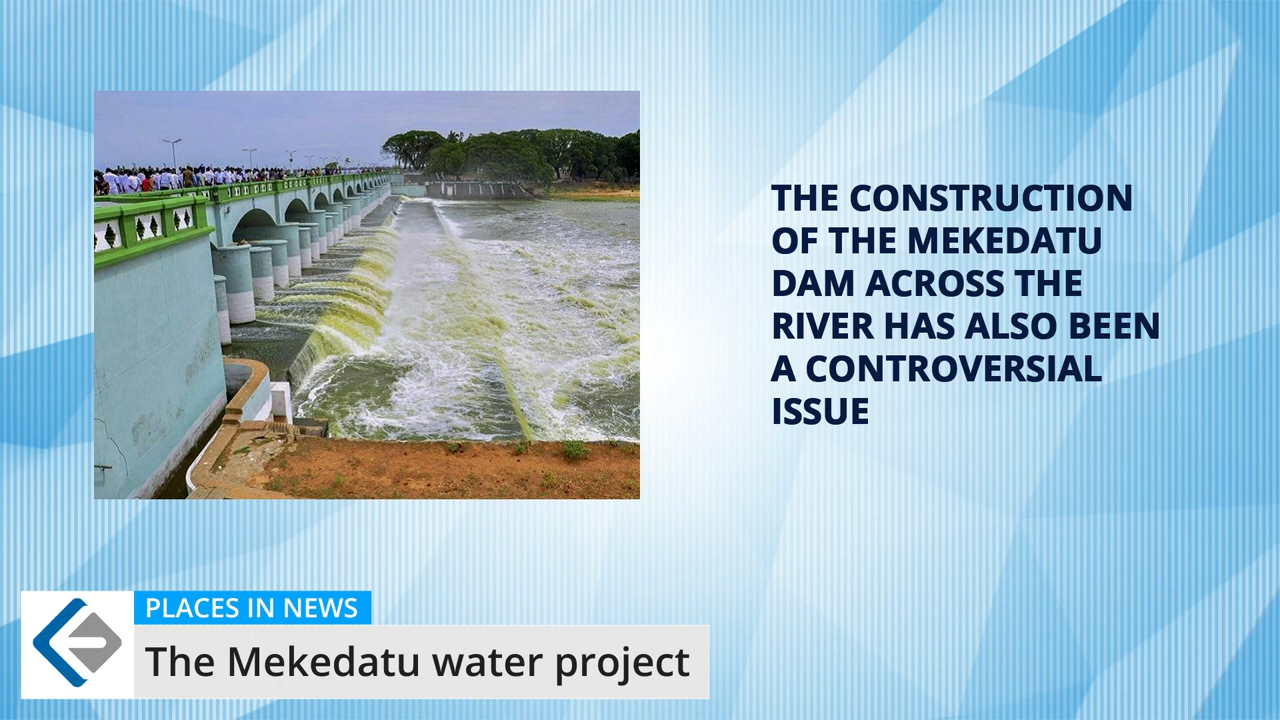 THE CONSTRUCTION
OF THE MEKEDATU
DAM ACROSS THE
RIVER HAS ALSO BEEN
A CONTROVERSIAL
ISSUE
PLACES IN NEWS
The Mekedatu water project